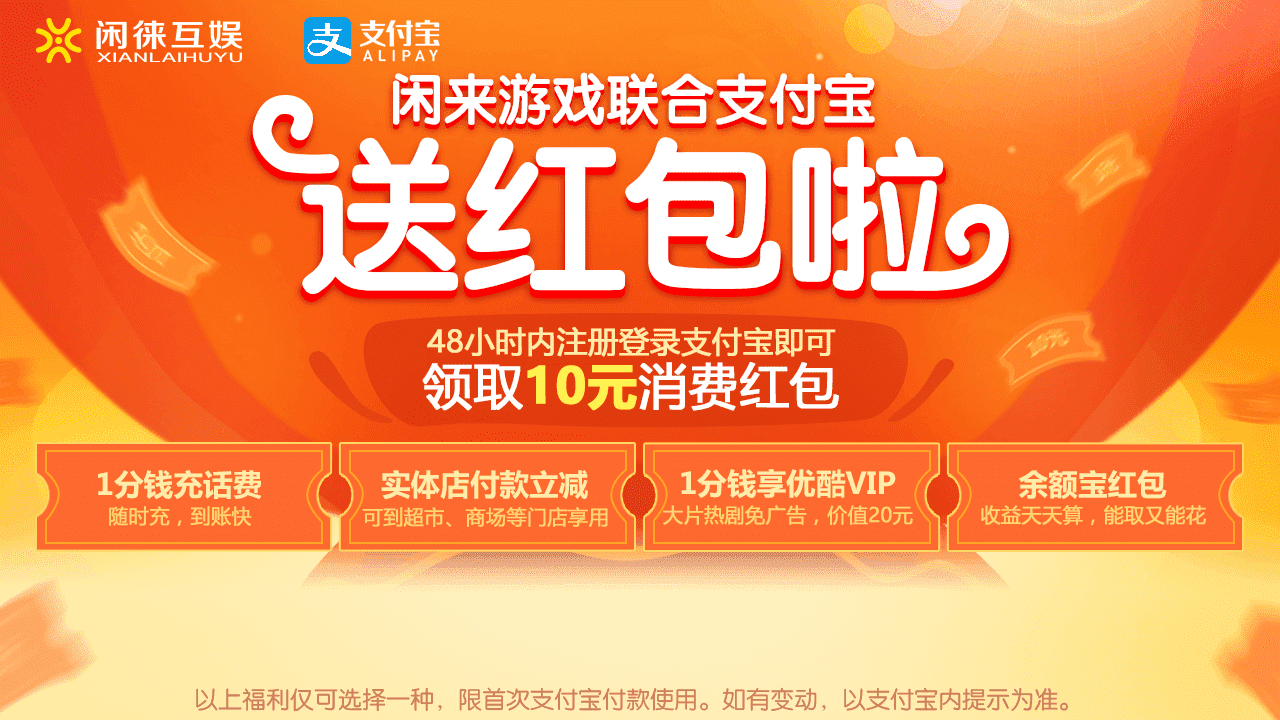 闲徕互娱
XIANLAIHUYU
支付宝
ALIPAY
闲来游戏联合支付宝
送红包啦
48小时内注册登录支付宝即可
领取10元消费红包
1分钱充话费
随时充，到账快
实体店付款立减
可到超市、商场等门店享用
1分钱享优酷VIP
大片热剧免广告，价值20元
余额宝红包
收益天天算，能取又能花
以上福利仅可选择一种，限首次支付宝付款使用。如有变动，以支付宝内提示为准。